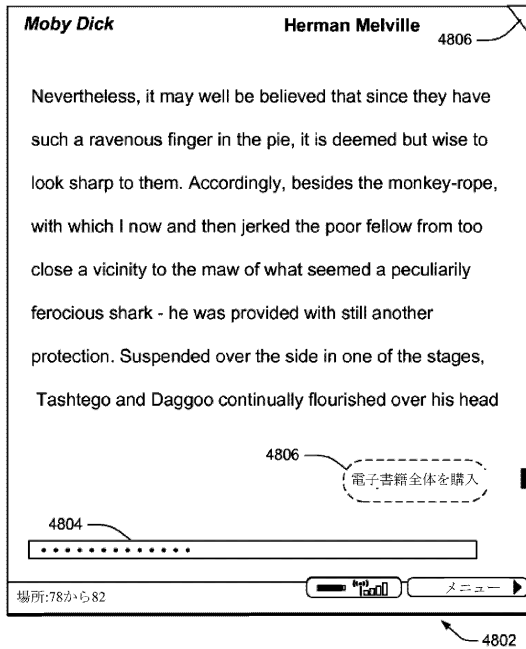 Moby Dick Herman Melville
4806
Nevertheless, it may well be believed that since they have
such a ravenous finger in the pie, it is deemed but wise to
look sharp to them. Accordingly, besides the monkey-rope,
with which I now and then jerked the poor fellow from too
close a vicinity to the maw of what seemed a peculiarily
ferocious shark - he was provided with still another
protection. Suspended over the side in one of the stages,
Tashtego and Daggoo continually flourished over his head
4806
電子書籍全体を購入
4804
場所:78から82 メニュー
4802